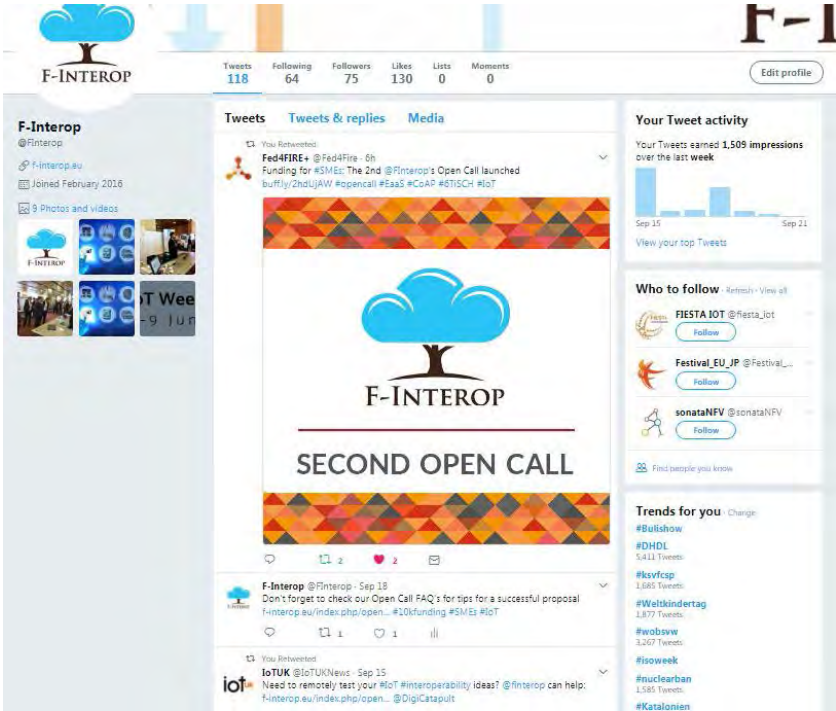 F-I
F-INTEROP
Tweets Following Followers Likes Lists Moments
118 64 75 130 0 0
Edit profile
F-Interop
@FInterop
f-interop.eu
Joined February 2016
9 Photos and videos
F-INTEROP
oT Wee
-9 Jun
Tweets Tweets & replies Media
You Retweeted
Fed4FIRE+ @Fed4Fire · 6h
Funding for #SMEs: The 2nd @FInterop's Open Call launched
buff.ly/2hdUjAW #opencall #EaaS #CoAP #6TiSCH #IoT
F-INTEROP
SECOND OPEN CALL
2 2
F-Interop @FInterop · Sep 18
Don't forget to check our Open Call FAQ's for tips for a successful proposal
f-interop.eu/index.php/open... #10kfunding #SMEs #IoT
1 1
You Retweeted
IoTUK @IoTUKNews · Sep 15
iot
Need to remotely test your #IoT #interoperability ideas? @finterop can help:
f-interop.eu/index.php/open... @DigiCatapult
Your Tweet activity
Your Tweets earned 1,509 impressions
over the last week
Sep 15 Sep 21
View your top Tweets
Who to follow · Refresh · View all
FIESTA IOT @fiesta_iot
Follow
Festival_EU_JP @Festival_...
Follow
sonataNFV @sonataNFV
Follow
Find people you know
Trends for you · Change
#Bulishow
#DHDL
5,411 Tweets
#ksvfcsp
1,685 Tweets
#Weltkindertag
1,877 Tweets
#wobsvw
3,267 Tweets
#isoweek
#nuclearban
1,585 Tweets
#Katalonien